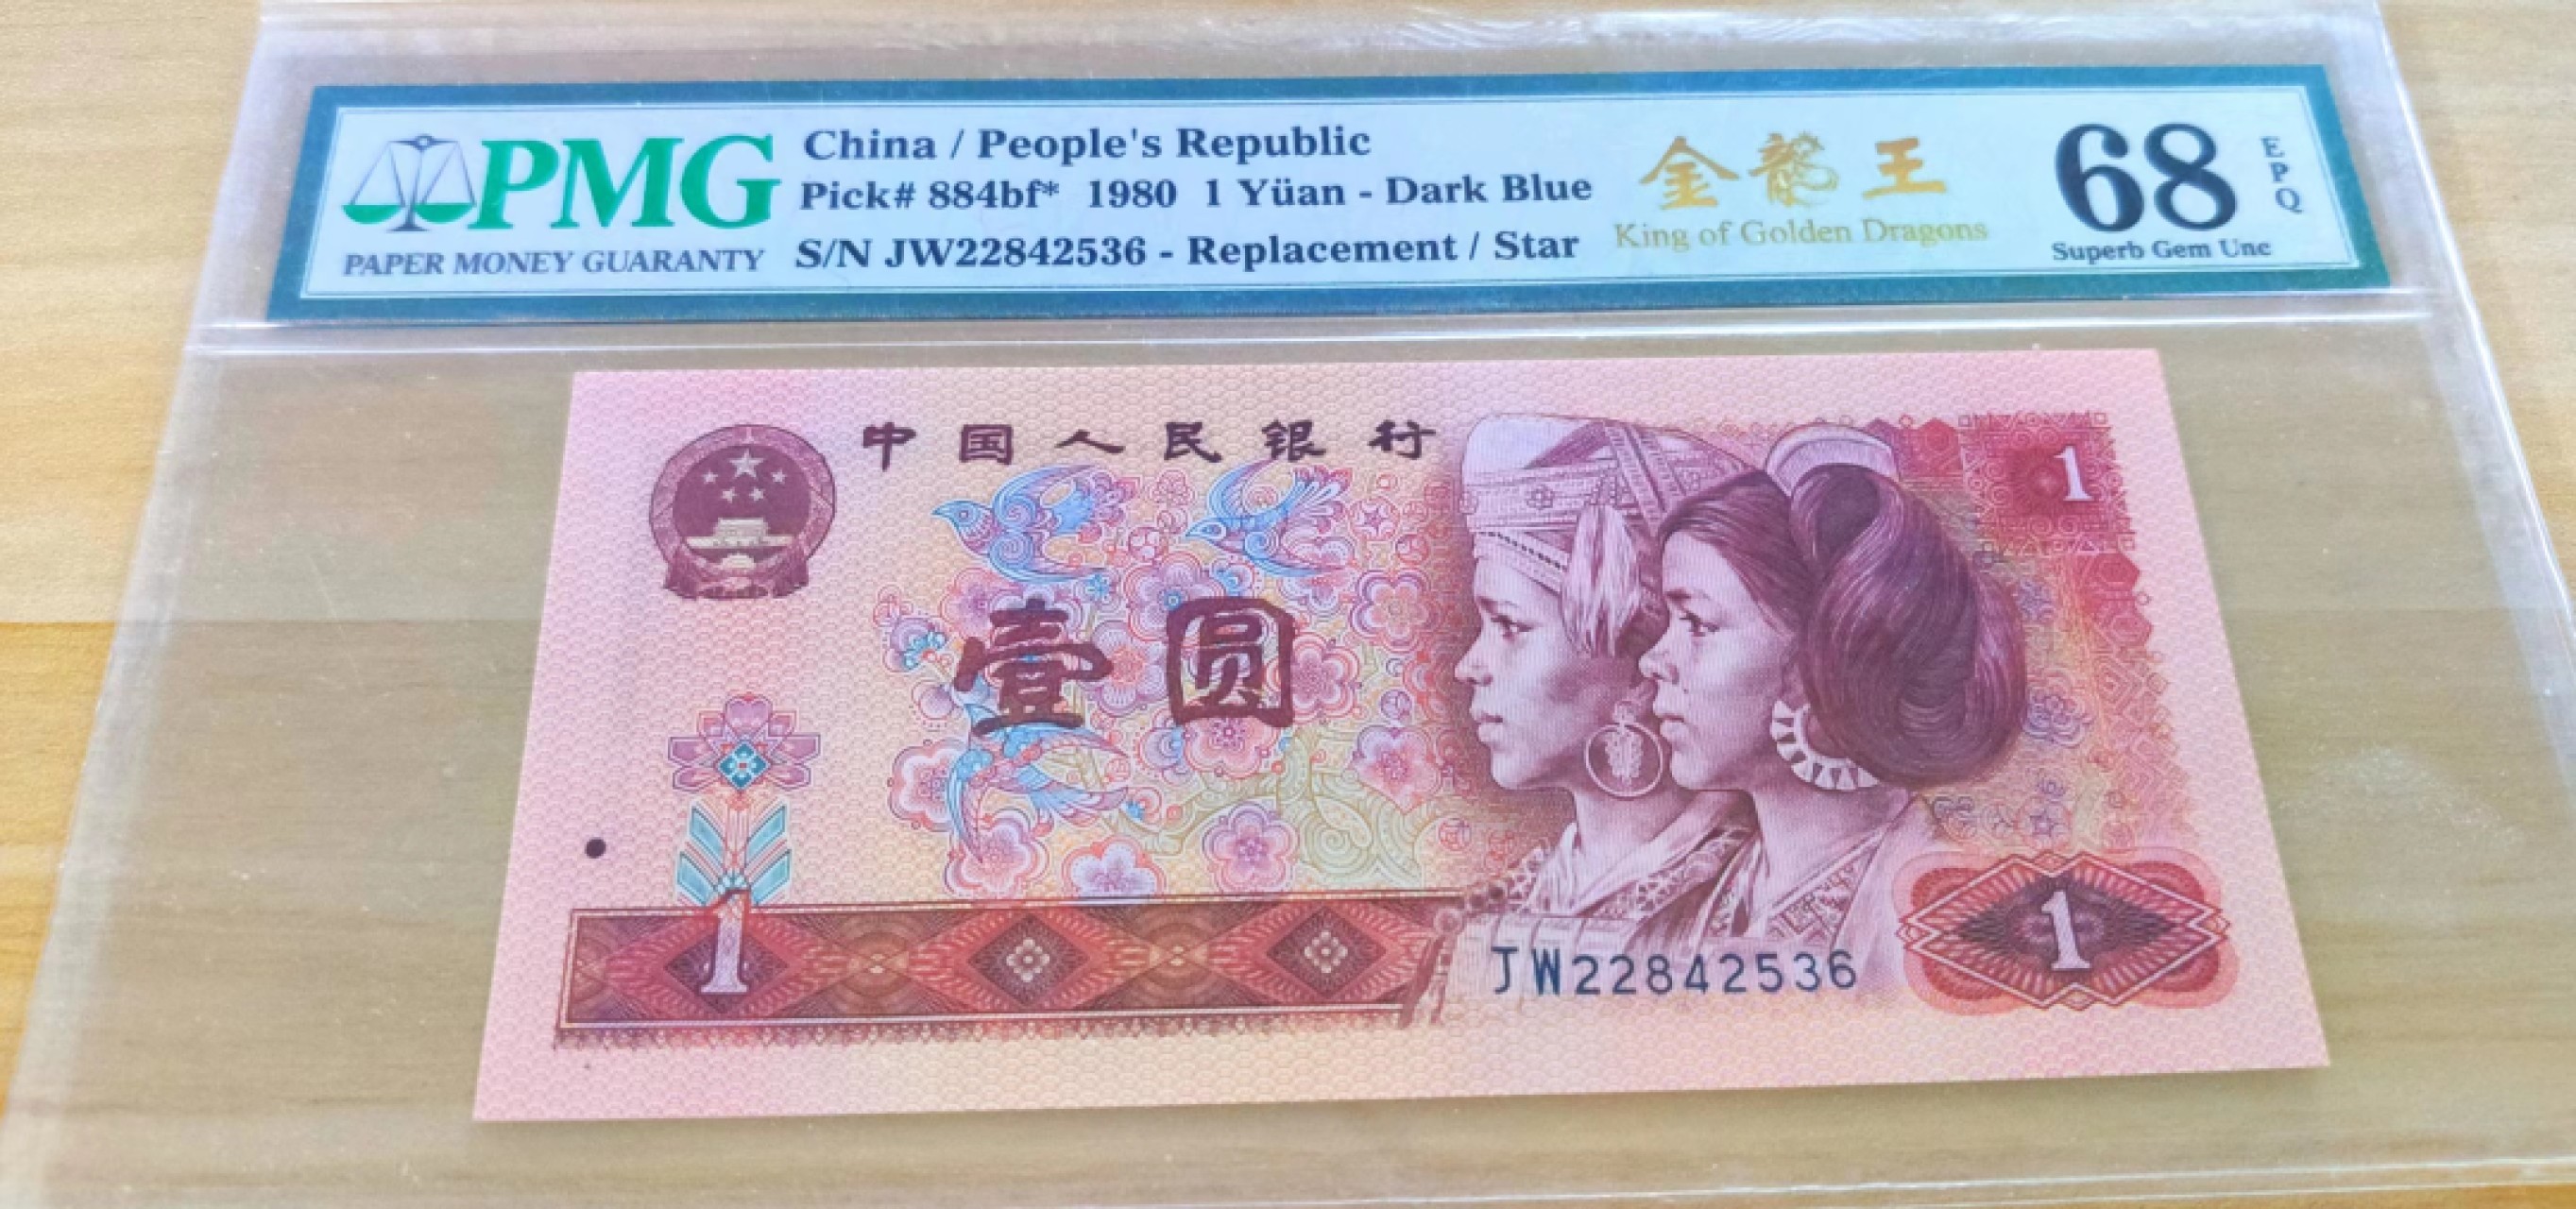 PMG
PAPER MONEY GUARANTY
China / People's Republic
Pick# 884bf* 1980 1 Yüan - Dark Blue
S/N JW22842536 - Replacement / Star
金龍王
King of Golden Dragons
68
EPQ
Superb Gem Unc
中国人民银行
1
壹圆
1
JW22842536
1